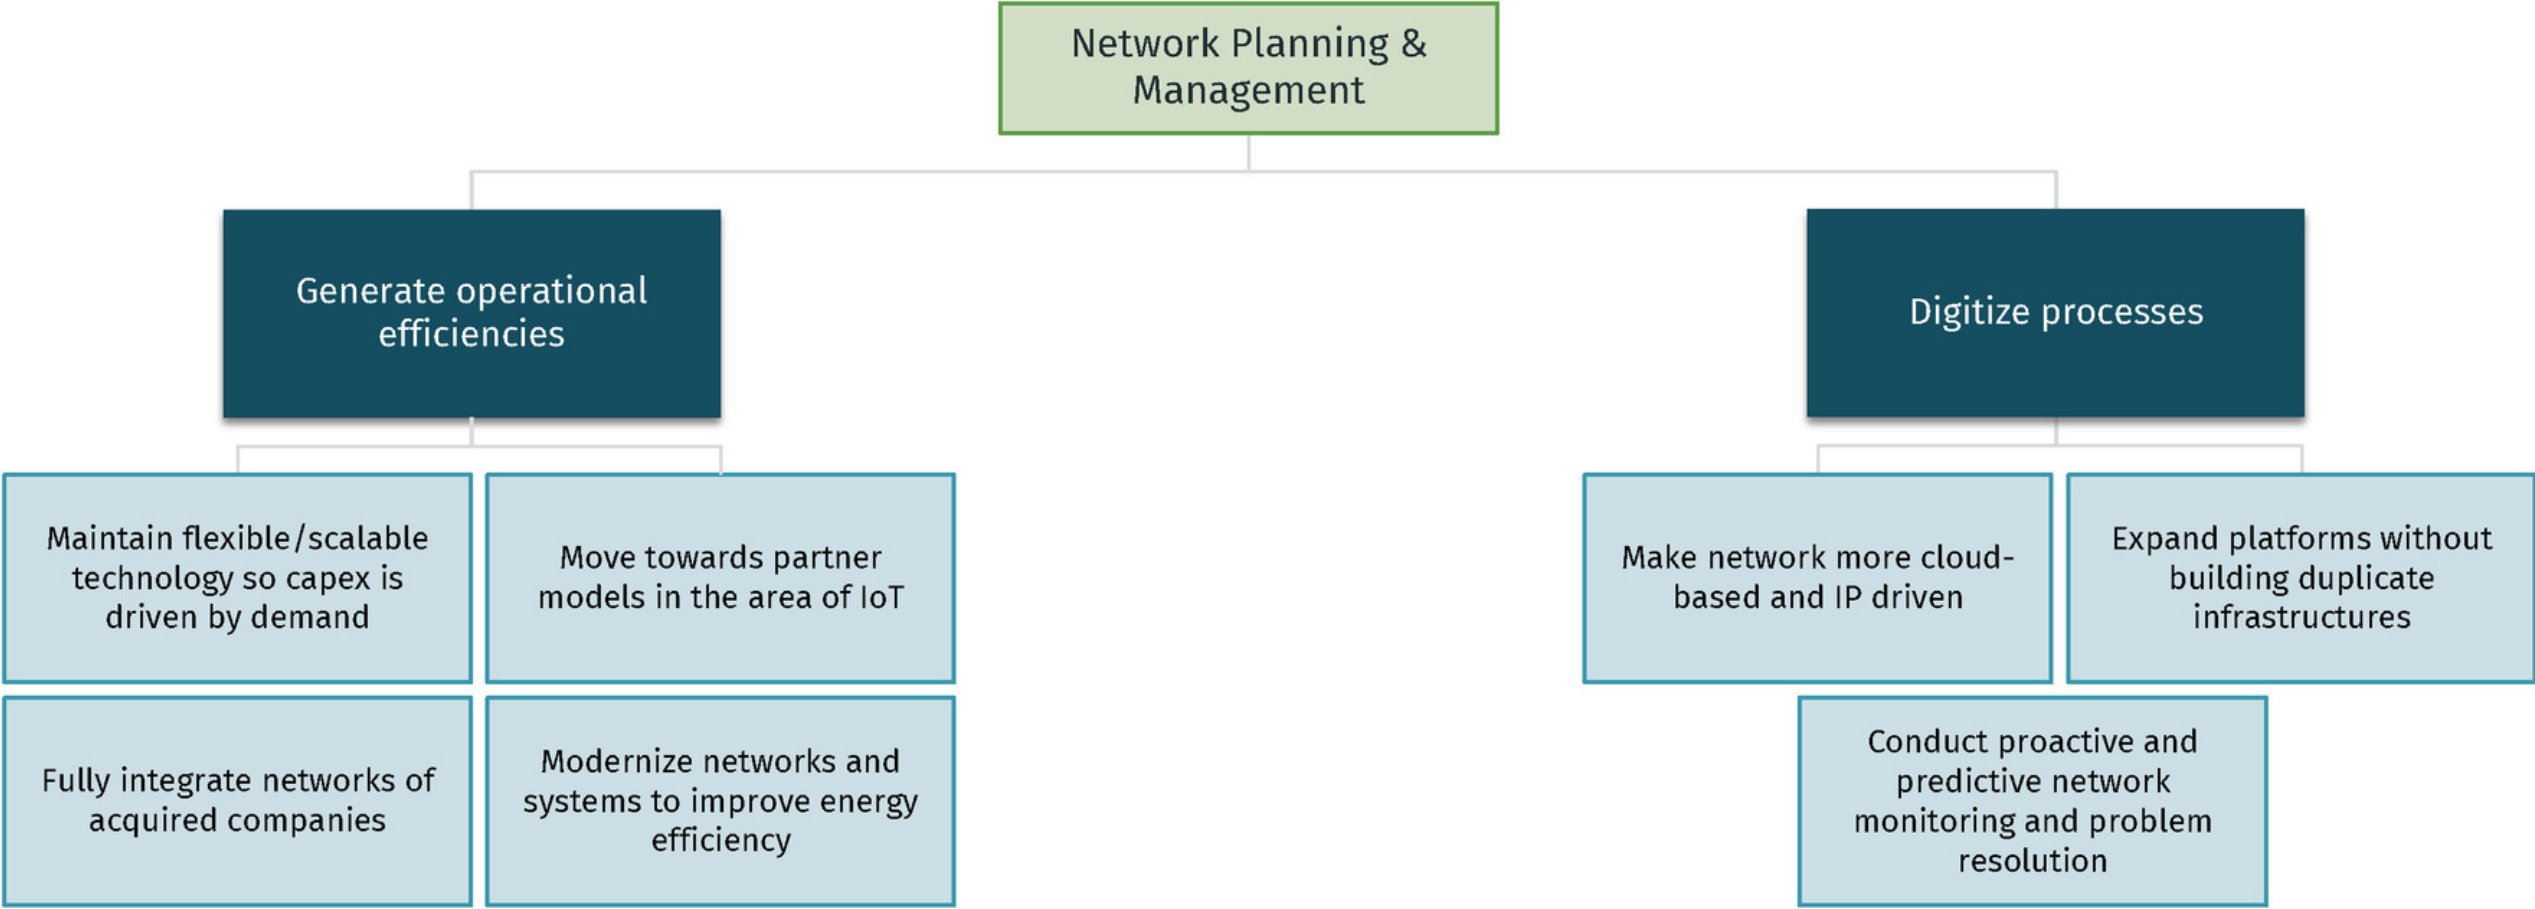 Network Planning &
Management
Generate operational
efficiencies
Digitize processes
Maintain flexible/scalable
technology so capex is
driven by demand
Move towards partner
models in the area of IoT
Make network more cloud-
based and IP driven
Expand platforms without
building duplicate
infrastructures
Fully integrate networks of
acquired companies
Modernize networks and
systems to improve energy
efficiency
Conduct proactive and
predictive network
monitoring and problem
resolution